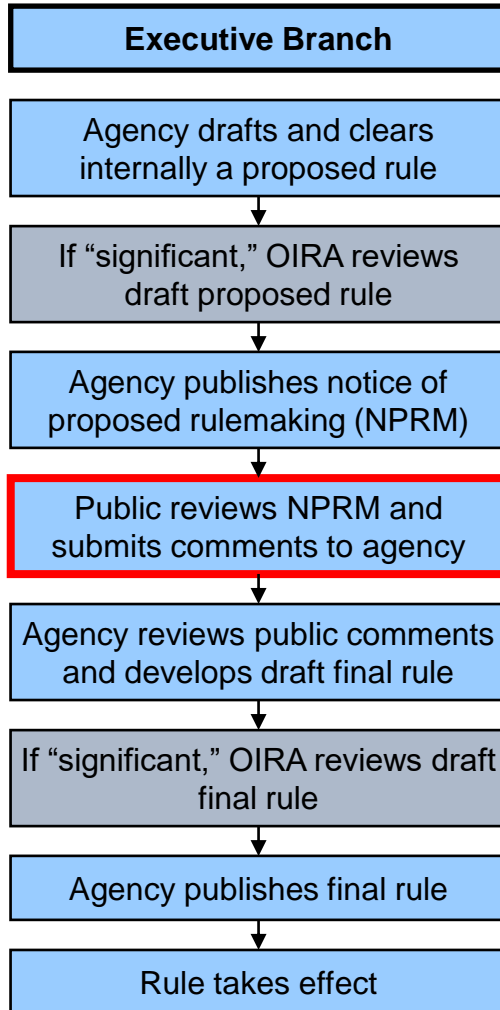 Executive Branch
Agency drafts and clears
internally a proposed rule
If “significant,” OIRA reviews
draft proposed rule
Agency publishes notice of
proposed rulemaking (NPRM)
Public reviews NPRM and
submits comments to agency
Agency reviews public comments
and develops draft final rule
If “significant,” OIRA reviews draft
final rule
Agency publishes final rule
Rule takes effect